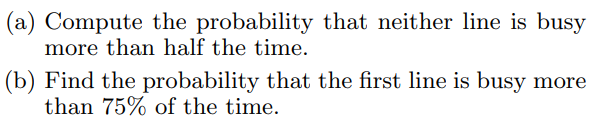 (a) Compute the probability that neither line is busy
more than half the time.
(b) Find the probability that the first line is busy more
than 75% of the time.